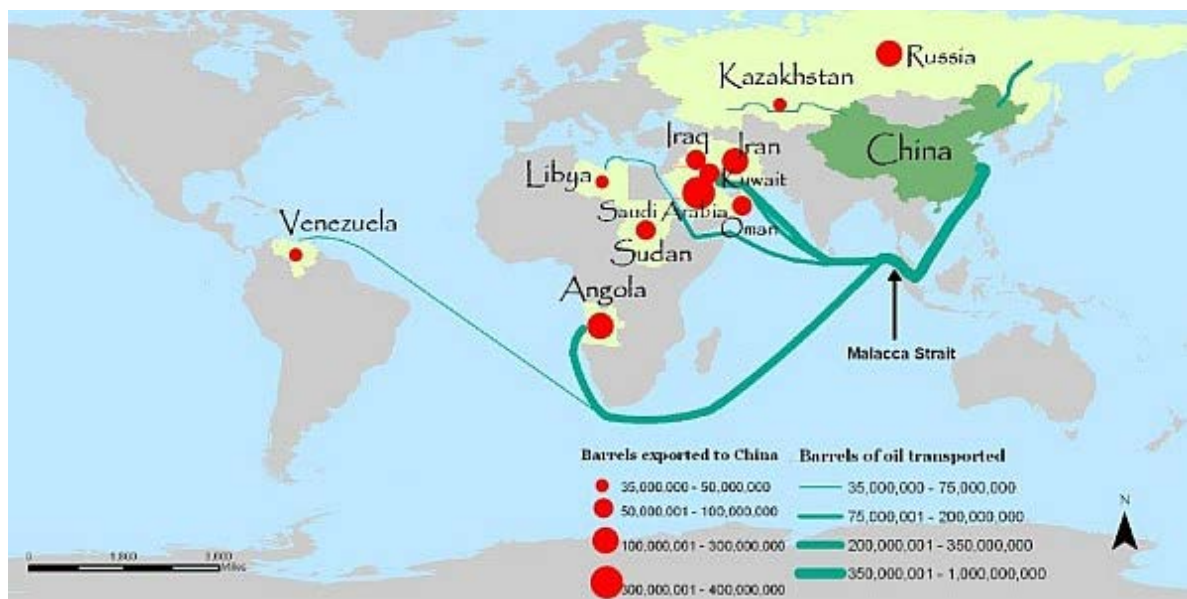 Russia
Kazakhstan
Iraq
Iran
China
Libya
Kuwait
Saudi Arabia
Oman
Venezuela
Sudan
Angola
Malacca Strait
Barrels exported to China
35,000,000 - 50,000,000
50,000,001 - 100,000,000
100,000,001 - 300,000,000
300,000,001 - 400,000,000
Barrels of oil transported
35,000,000 - 75,000,000
75,000,001 - 200,000,000
200,000,001 - 350,000,000
350,000,001 - 1,000,000,000
N
0
Miles